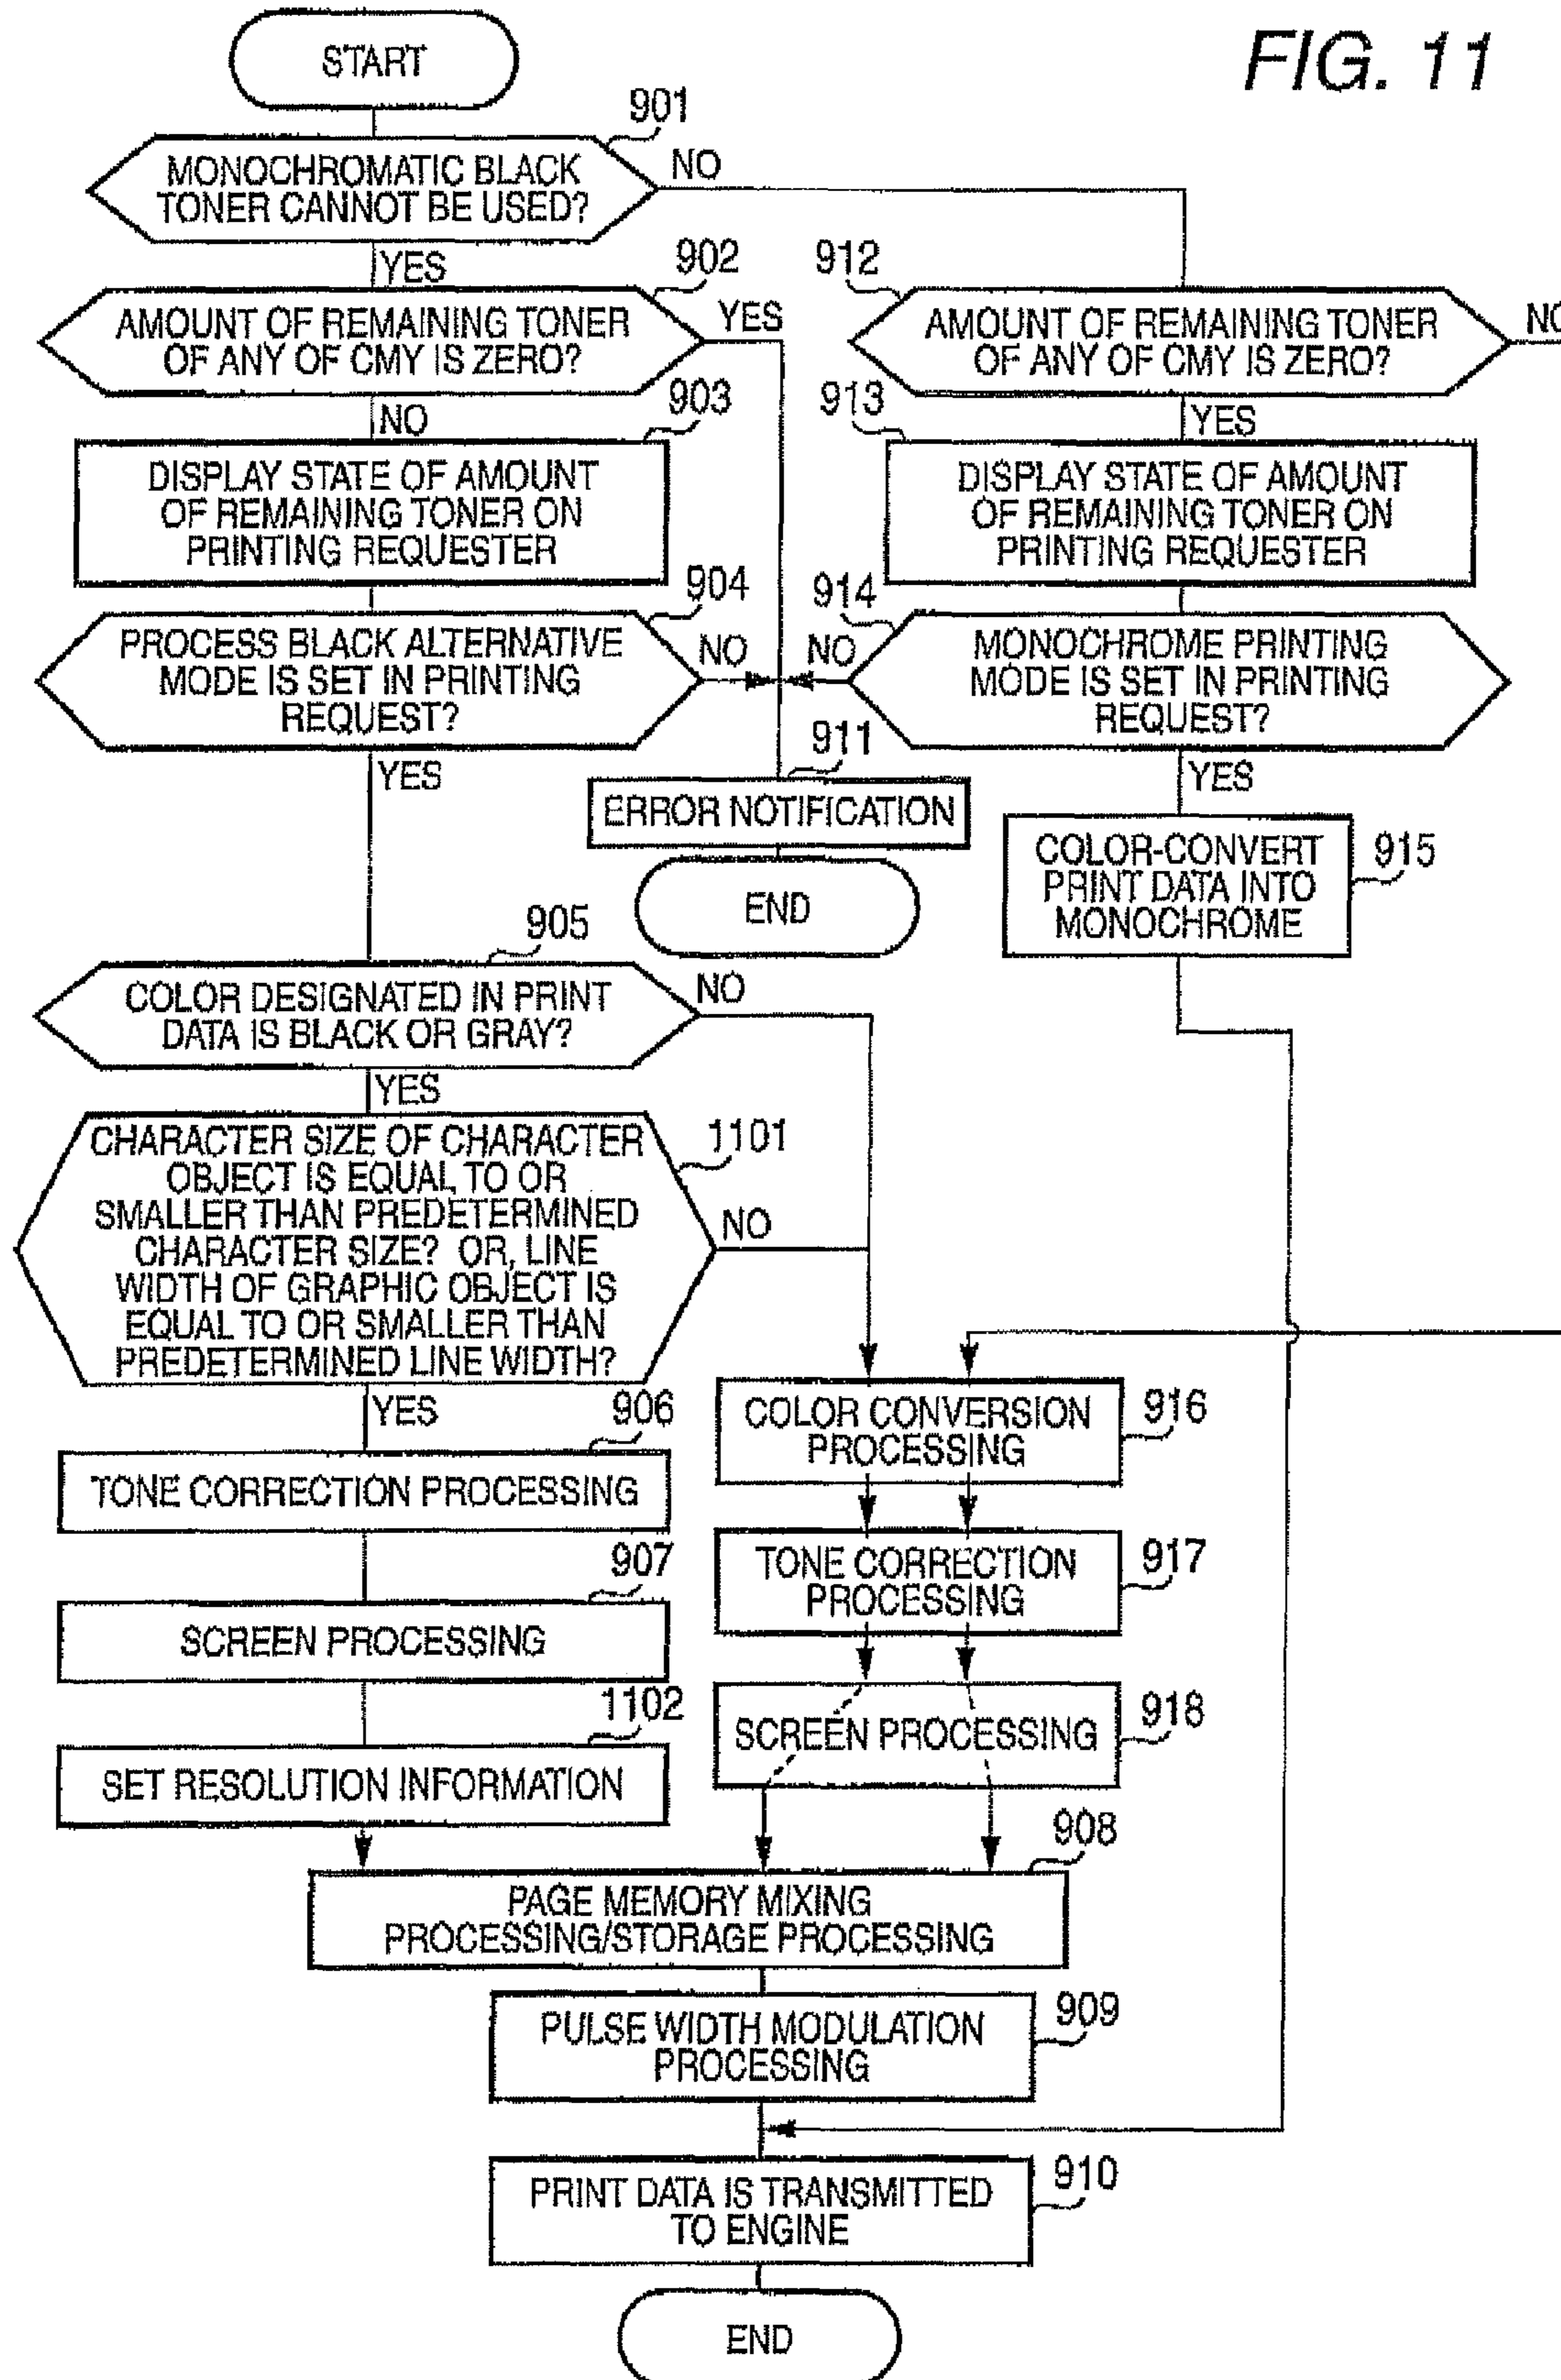 FIG. 11
START
901
MONOCHROMATIC BLACK
TONER CANNOT BE USED?
NO
YES
902
AMOUNT OF REMAINING TONER
OF ANY OF CMY IS ZERO?
YES
NO
912
AMOUNT OF REMAINING TONER
OF ANY OF CMY IS ZERO?
NO
YES
903
DISPLAY STATE OF AMOUNT
OF REMAINING TONER ON
PRINTING REQUESTER
913
DISPLAY STATE OF AMOUNT
OF REMAINING TONER ON
PRINTING REQUESTER
904
PROCESS BLACK ALTERNATIVE
MODE IS SET IN PRINTING
REQUEST?
NO
YES
914
NO
MONOCHROME PRINTING
MODE IS SET IN PRINTING
REQUEST?
YES
911
ERROR NOTIFICATION
END
COLOR-CONVERT
PRINT DATA INTO
MONOCHROME
915
905
COLOR DESIGNATED IN PRINT
DATA IS BLACK OR GRAY?
NO
YES
CHARACTER SIZE OF CHARACTER
OBJECT IS EQUAL TO OR
SMALLER THAN PREDETERMINED
CHARACTER SIZE? OR, LINE
WIDTH OF GRAPHIC OBJECT IS
EQUAL TO OR SMALLER THAN
PREDETERMINED LINE WIDTH?
1101
NO
YES
906
TONE CORRECTION PROCESSING
907
SCREEN PROCESSING
1102
SET RESOLUTION INFORMATION
COLOR CONVERSION
PROCESSING
916
TONE CORRECTION
PROCESSING
917
SCREEN PROCESSING
918
908
PAGE MEMORY MIXING
PROCESSING/STORAGE PROCESSING
PULSE WIDTH MODULATION
PROCESSING
909
PRINT DATA IS TRANSMITTED
TO ENGINE
910
END